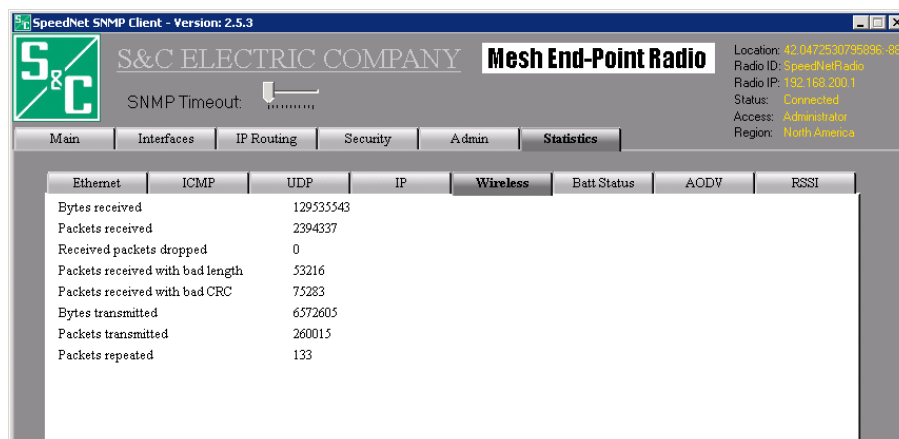 SpeedNet SNMP Client - Version: 2.5.3
S&C
S&C ELECTRIC COMPANY
Mesh End-Point Radio
SNMP Timeout:
Location: 42.0472530795896:-88
Radio ID: SpeedNetRadio
Radio IP: 192.168.200.1
Status: Connected
Access: Administrator
Region: North America
Main Interfaces IP Routing Security Admin Statistics
Ethernet ICMP UDP IP Wireless Batt Status AODV RSSI
Bytes received 129535543
Packets received 2394337
Received packets dropped 0
Packets received with bad length 53216
Packets received with bad CRC 75283
Bytes transmitted 6572605
Packets transmitted 260015
Packets repeated 133